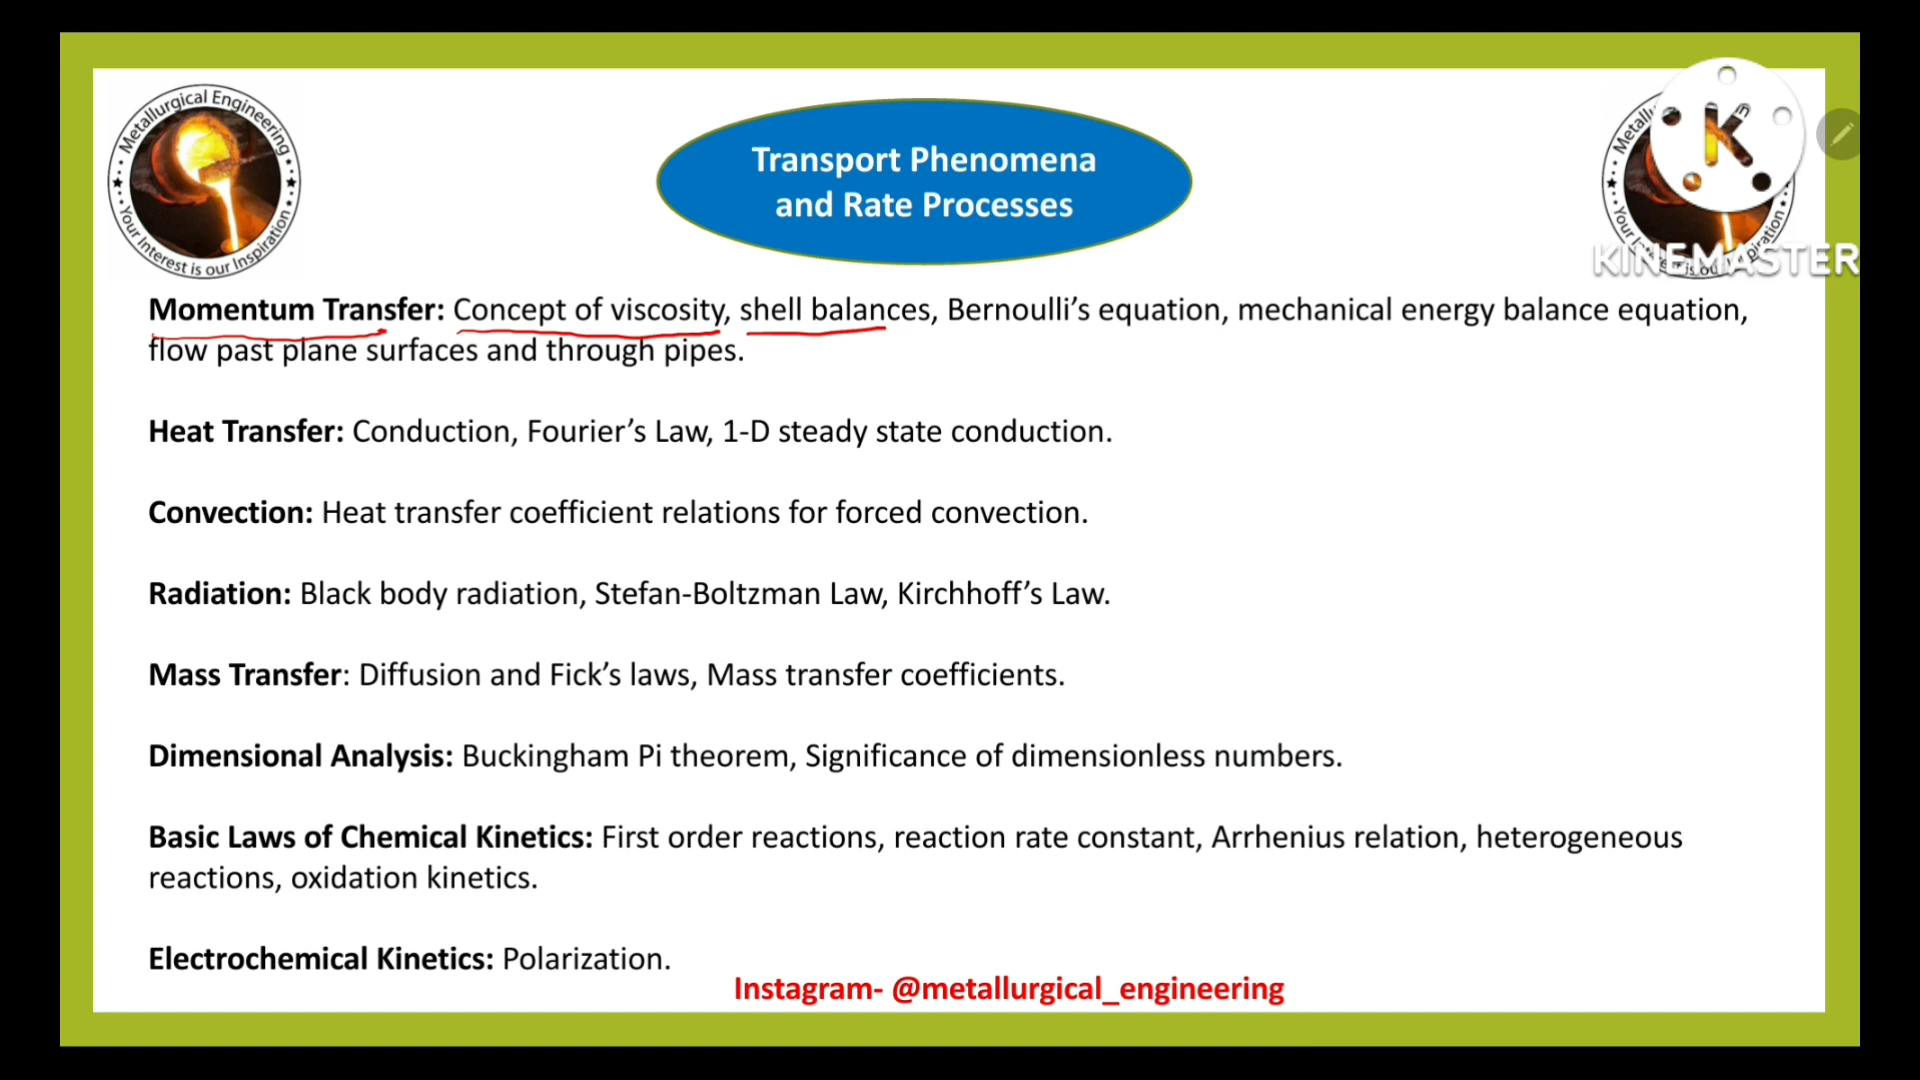 Metallurgical Engineering
Your Interest is our Inspiration
Transport Phenomena
and Rate Processes
K
KINEMASTER
Momentum Transfer: Concept of viscosity, shell balances, Bernoulli’s equation, mechanical energy balance equation,
flow past plane surfaces and through pipes.
Heat Transfer: Conduction, Fourier’s Law, 1-D steady state conduction.
Convection: Heat transfer coefficient relations for forced convection.
Radiation: Black body radiation, Stefan-Boltzman Law, Kirchhoff’s Law.
Mass Transfer: Diffusion and Fick’s laws, Mass transfer coefficients.
Dimensional Analysis: Buckingham Pi theorem, Significance of dimensionless numbers.
Basic Laws of Chemical Kinetics: First order reactions, reaction rate constant, Arrhenius relation, heterogeneous
reactions, oxidation kinetics.
Electrochemical Kinetics: Polarization.
Instagram- @metallurgical_engineering